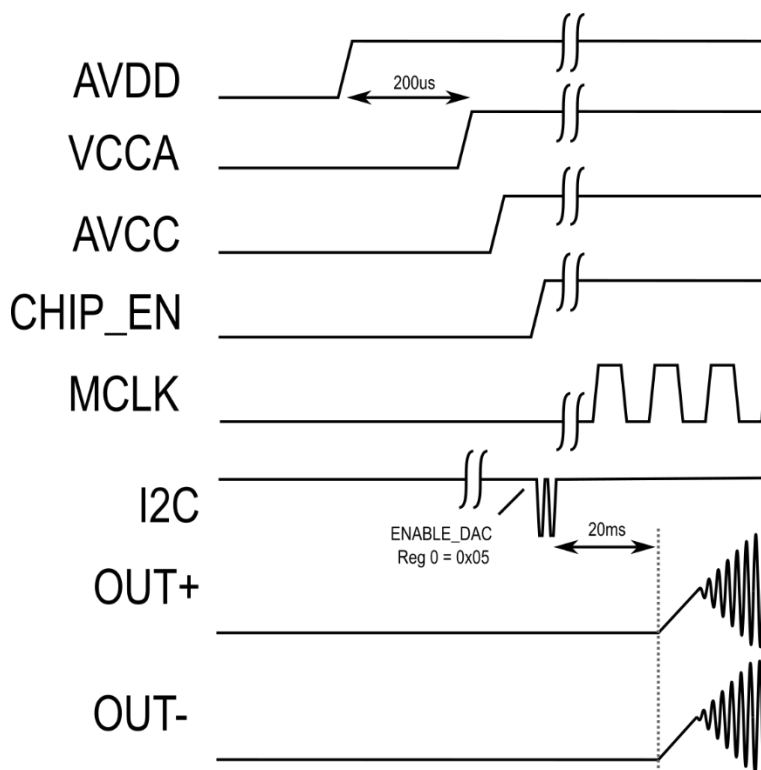 AVDD
200us
VCCA
AVCC
CHIP_EN
MCLK
I2C
ENABLE_DAC
Reg 0 = 0x05
20ms
OUT+
OUT-